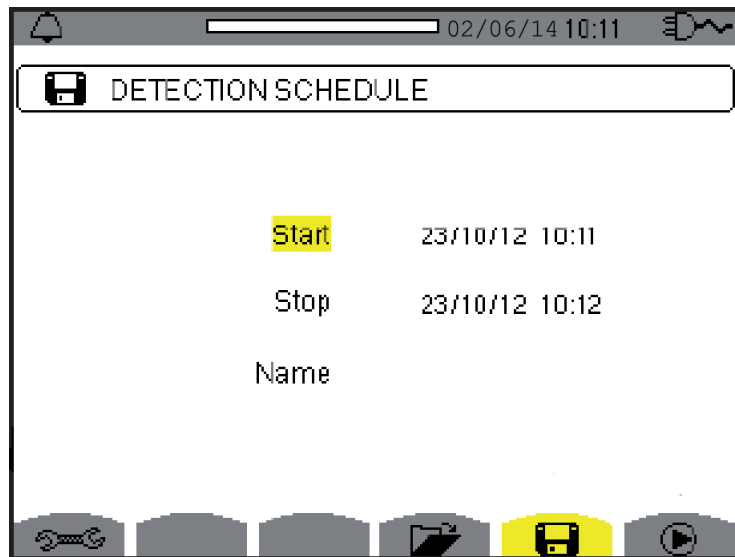 02/06/14 10:11
DETECTION SCHEDULE
Start 23/10/12 10:11
Stop 23/10/12 10:12
Name